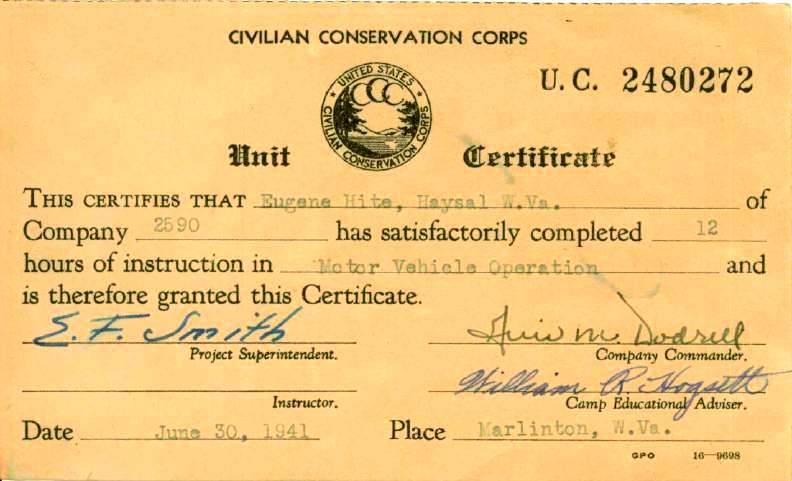 CIVILIAN CONSERVATION CORPS
U.C. 2480272
UNITED STATES
CCC
CIVILIAN CONSERVATION CORPS
Unit Certificate
THIS CERTIFIES THAT Eugene Hite, Haysal W.Va. of
Company 2590 has satisfactorily completed 12
hours of instruction in Motor Vehicle Operation and
is therefore granted this Certificate.
E. F. Smith
M. Dodrill
Project Superintendent.
Company Commander.
William R. Hogsett
Instructor.
Camp Educational Adviser.
Date June 30, 1941 Place Marlinton, W.Va.
GPO 16—9698